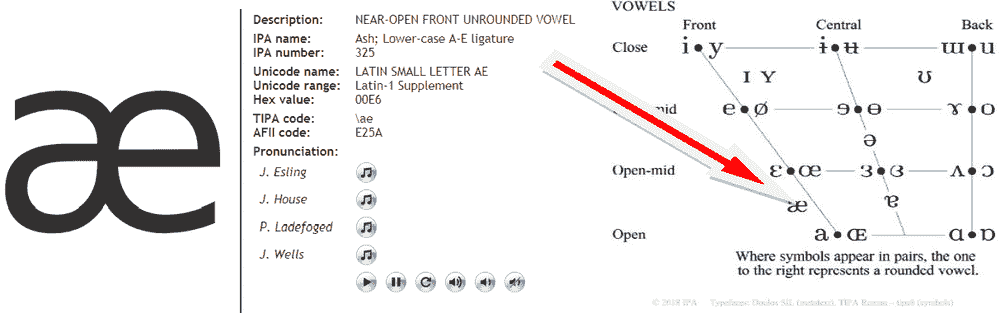 æ
Description: NEAR-OPEN FRONT UNROUNDED VOWEL
IPA name: Ash; Lower-case A-E ligature
IPA number: 325
Unicode name: LATIN SMALL LETTER AE
Unicode range: Latin-1 Supplement
Hex value: 00E6
TIPA code: \ae
AFII code: E25A
Pronunciation:
J. Esling
J. House
P. Ladefoged
J. Wells
VOWELS
Front Central Back
Close i y ɨ ʉ ɯ u
ɪ ʏ ʊ
mid e ø ɘ ɵ ɤ o
ə
Open-mid ɛ œ ɜ ɞ ʌ ɔ
æ ɐ
Open a ɶ ɑ ɒ
Where symbols appear in pairs, the one
to the right represents a rounded vowel.
© 2018 IPA